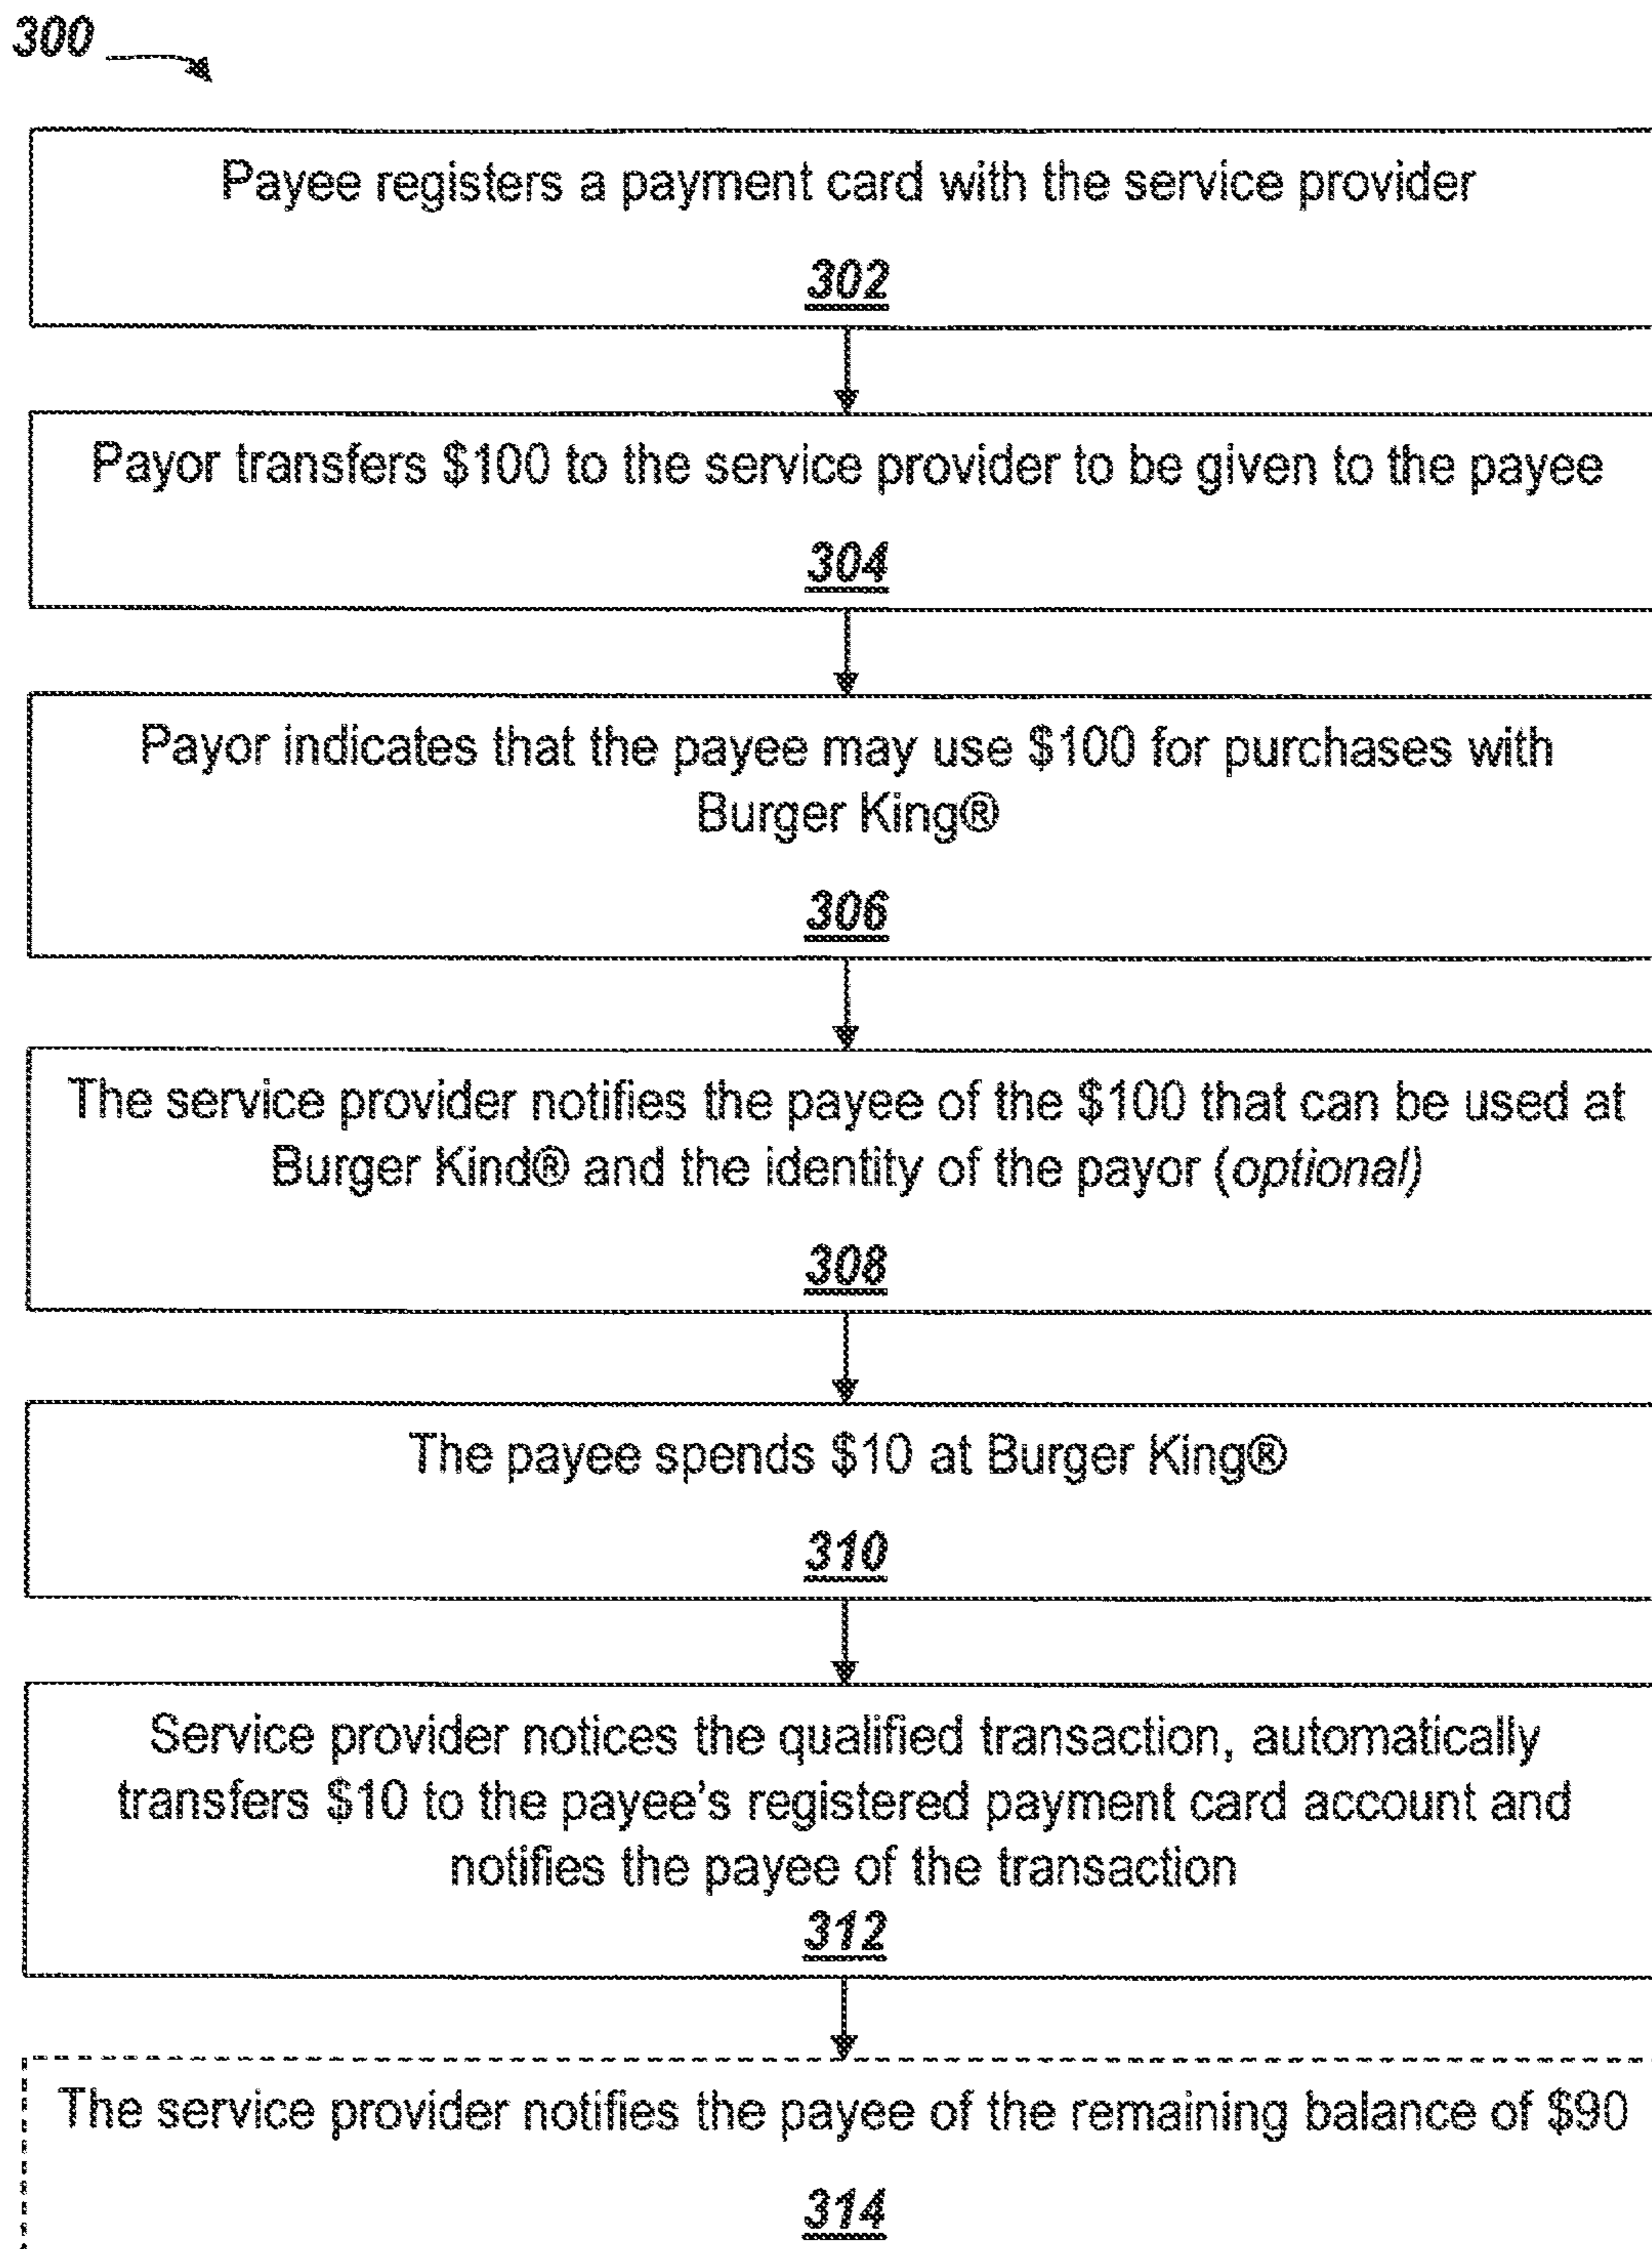 300
Payee registers a payment card with the service provider
302
Payor transfers $100 to the service provider to be given to the payee
304
Payor indicates that the payee may use $100 for purchases with
Burger King®
306
The service provider notifies the payee of the $100 that can be used at
Burger Kind® and the identity of the payor (optional)
308
The payee spends $10 at Burger King®
310
Service provider notices the qualified transaction, automatically
transfers $10 to the payee's registered payment card account and
notifies the payee of the transaction
312
The service provider notifies the payee of the remaining balance of $90
314